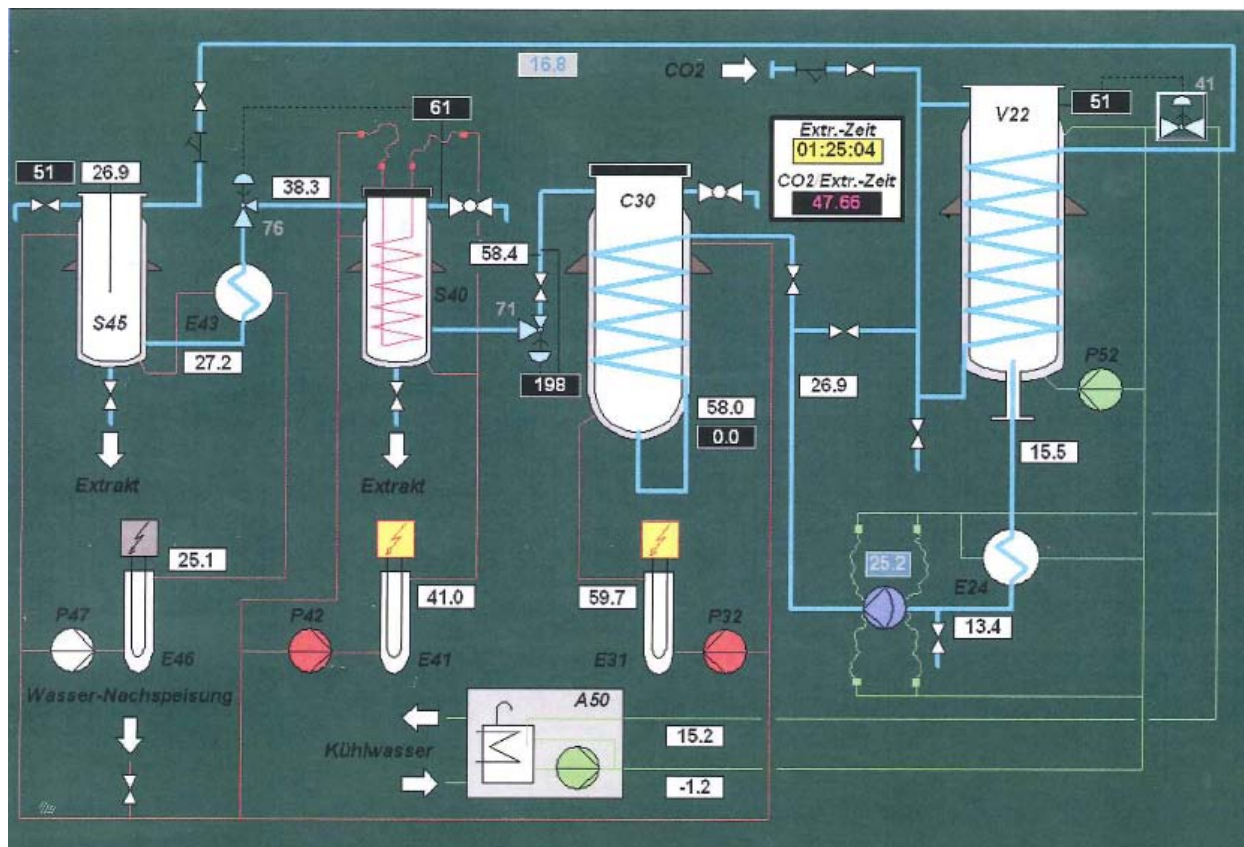 16.8
CO2
41
51
V22
61
Extr.-Zeit
01:25:04
CO2/Extr.-Zeit
47.66
51
26.9
38.3
C30
76
58.4
S40
71
S45
E43
27.2
198
26.9
P52
58.0
0.0
15.5
Extrakt
Extrakt
25.1
25.2
41.0
59.7
E24
P47
P42
P32
13.4
E46
E41
E31
Wasser-Nachspeisung
A50
15.2
Kühlwasser
-1.2